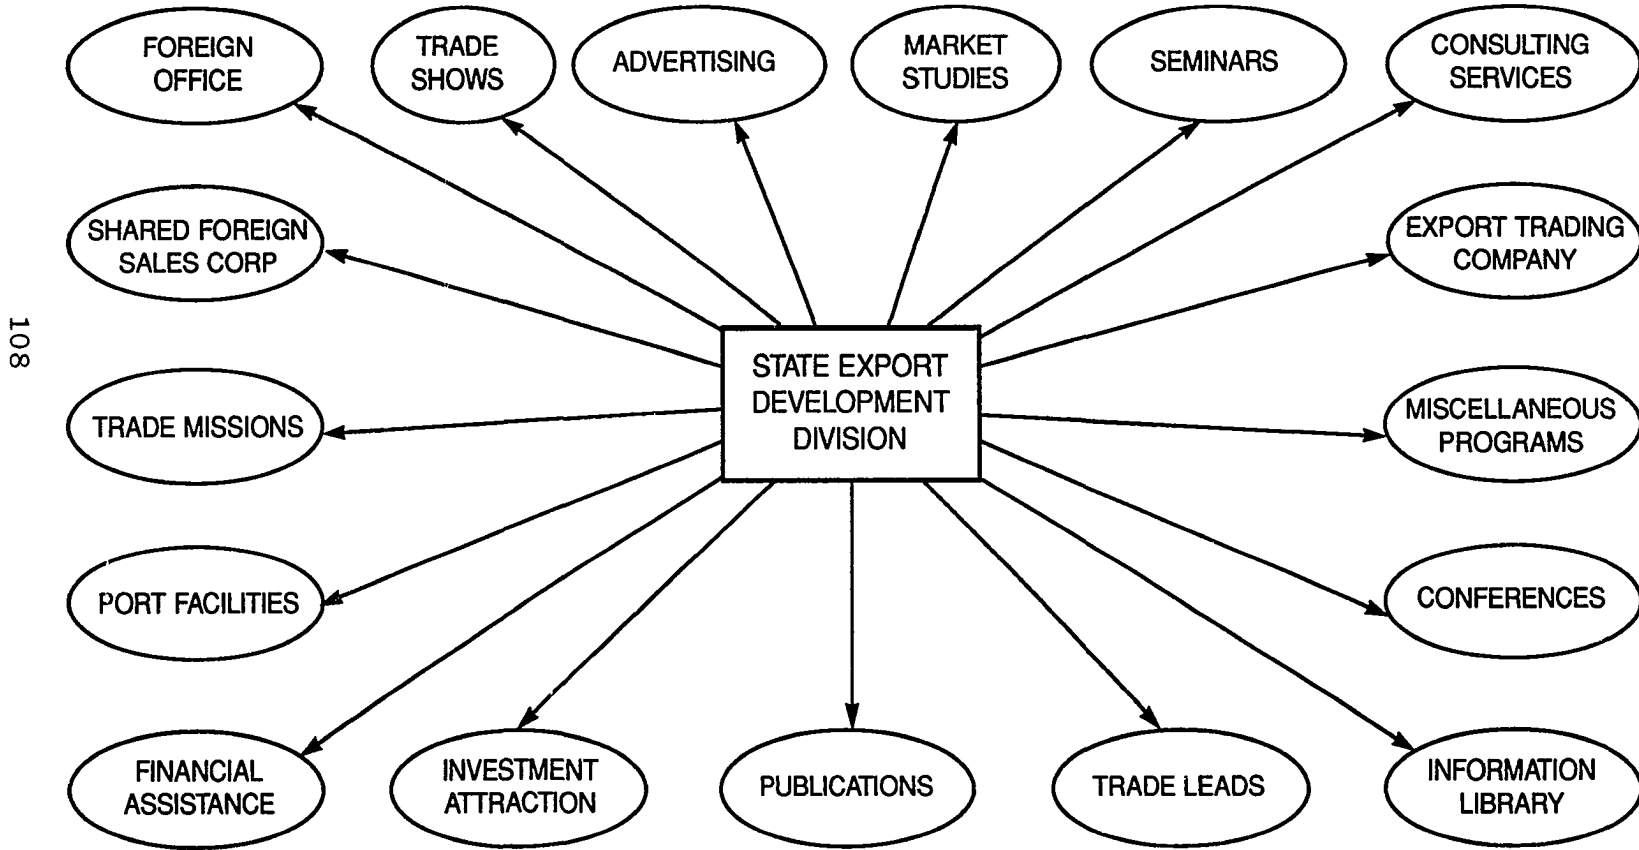 FOREIGN
OFFICE
TRADE
SHOWS
ADVERTISING
MARKET
STUDIES
SEMINARS
CONSULTING
SERVICES
SHARED FOREIGN
SALES CORP
EXPORT TRADING
COMPANY
108
STATE EXPORT
DEVELOPMENT
DIVISION
TRADE MISSIONS
MISCELLANEOUS
PROGRAMS
PORT FACILITIES
CONFERENCES
FINANCIAL
ASSISTANCE
INVESTMENT
ATTRACTION
PUBLICATIONS
TRADE LEADS
INFORMATION
LIBRARY